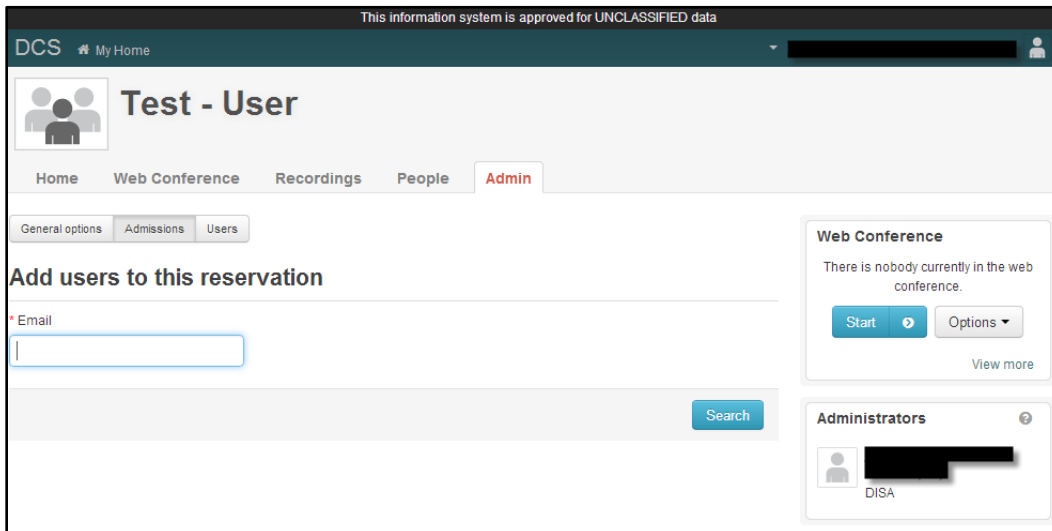 This information system is approved for UNCLASSIFIED data
DCS My Home
Test - User
Home Web Conference Recordings People Admin
General options Admissions Users
Add users to this reservation
* Email
Search
Web Conference
There is nobody currently in the web
conference.
Start Options
View more
Administrators ?
DISA